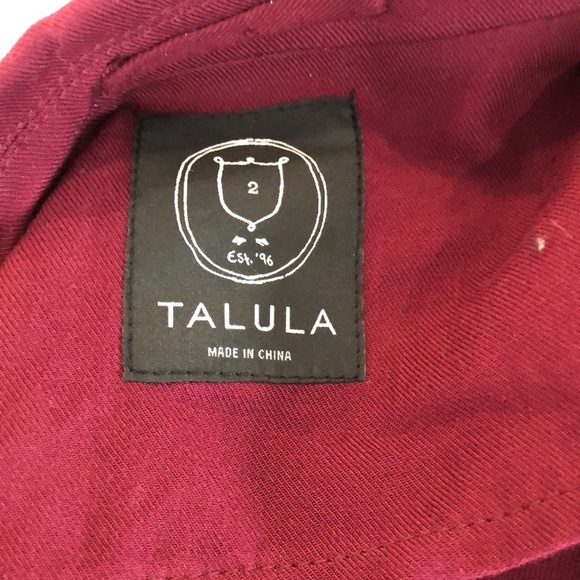 2
Est. '96
TALULA
MADE IN CHINA